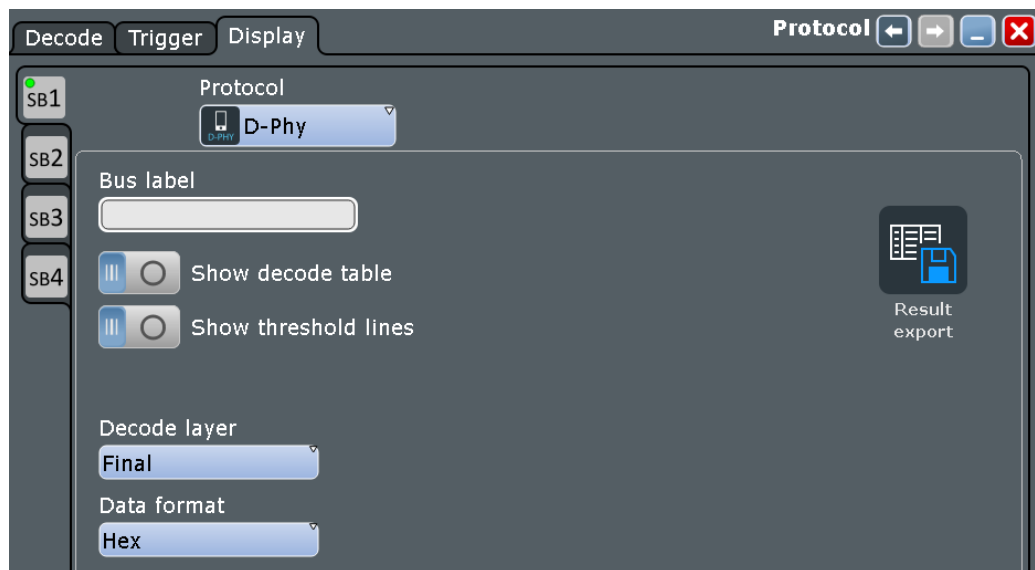 Decode Trigger Display Protocol
SB1
Protocol
D-PHY D-Phy
SB2
Bus label
SB3
SB4
Show decode table
Show threshold lines
Result
export
Decode layer
Final
Data format
Hex